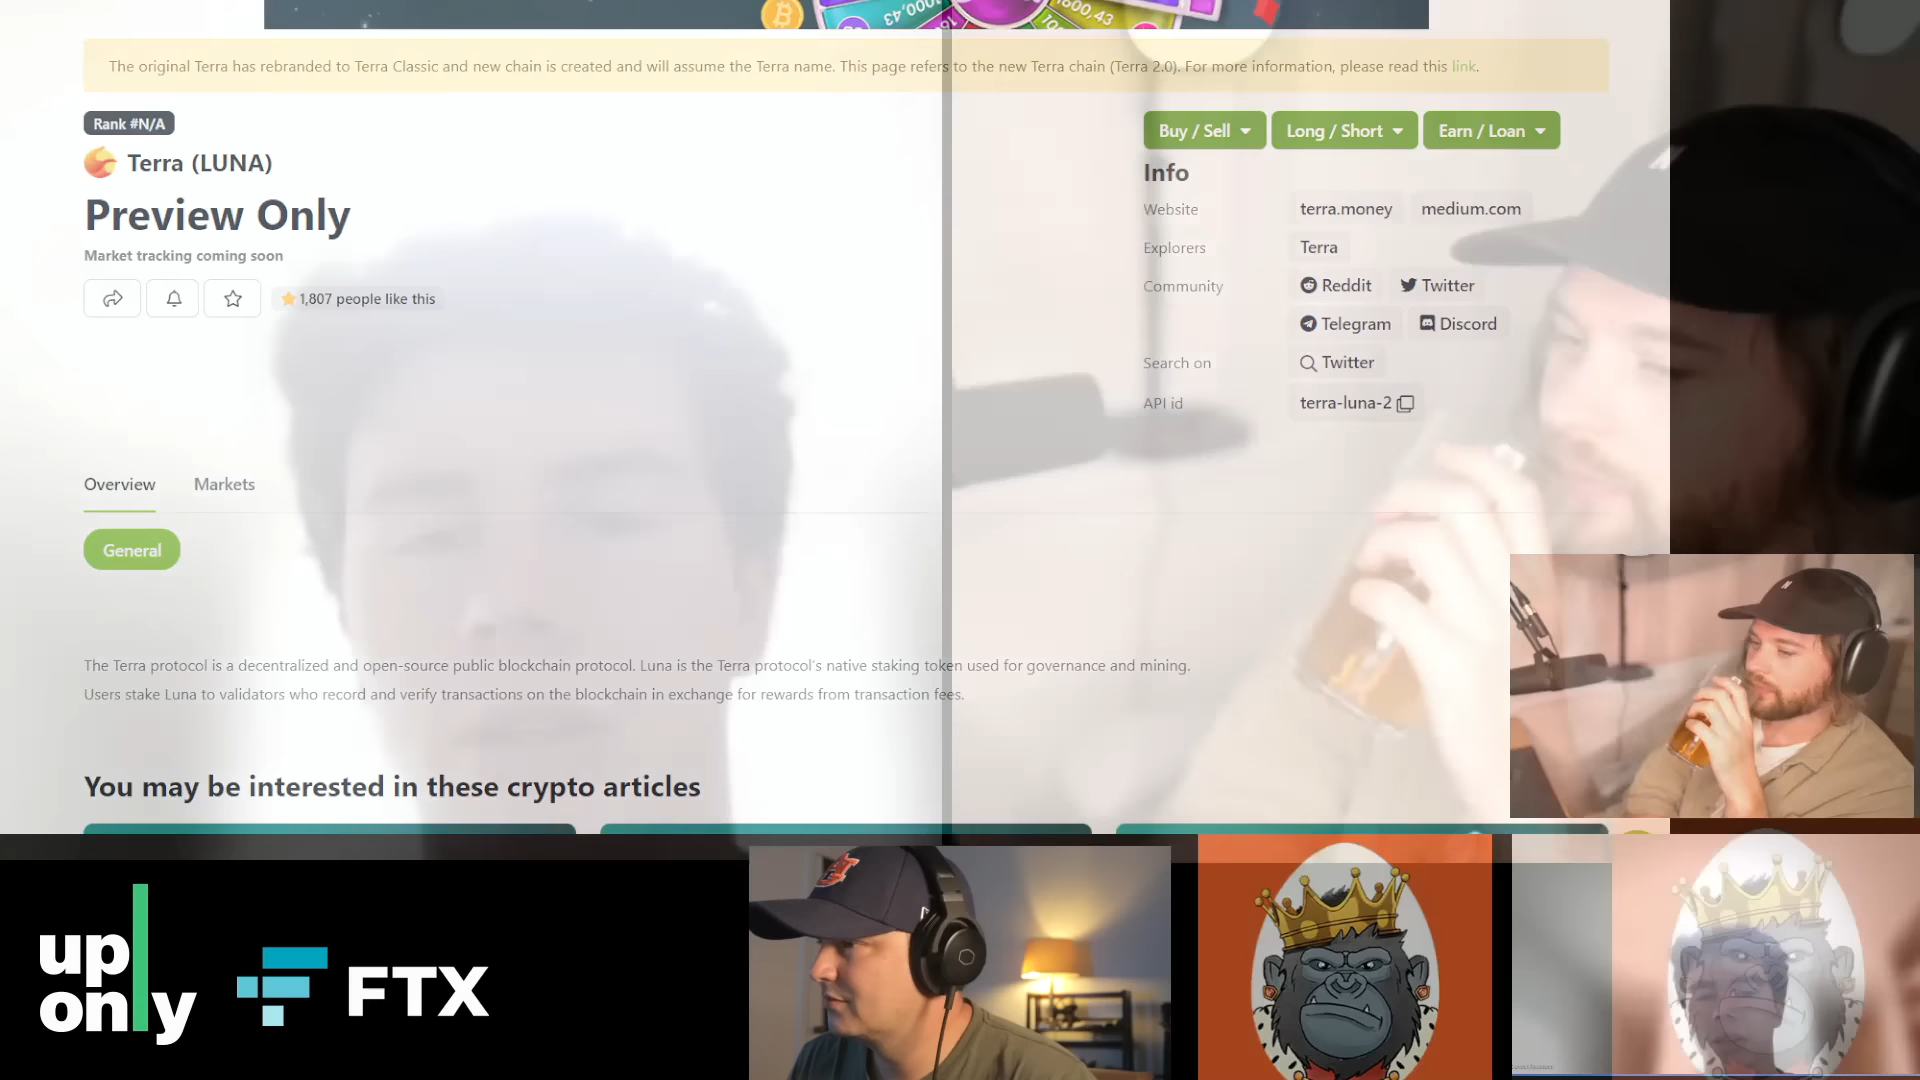 The original Terra has rebranded to Terra Classic and new chain is created and will assume the Terra name. This page refers to the new Terra chain (Terra 2.0). For more information, please read this link.
Rank #N/A
Terra (LUNA)
Preview Only
Market tracking coming soon
1,807 people like this
Buy / Sell
Long / Short
Earn / Loan
Info
Website
terra.money
medium.com
Explorers
Terra
Community
Reddit
Twitter
Telegram
Discord
Search on
Twitter
API id
terra-luna-2
Overview
Markets
General
The Terra protocol is a decentralized and open-source public blockchain protocol. Luna is the Terra protocol's native staking token used for governance and mining.
Users stake Luna to validators who record and verify transactions on the blockchain in exchange for rewards from transaction fees.
You may be interested in these crypto articles
up
only
FTX